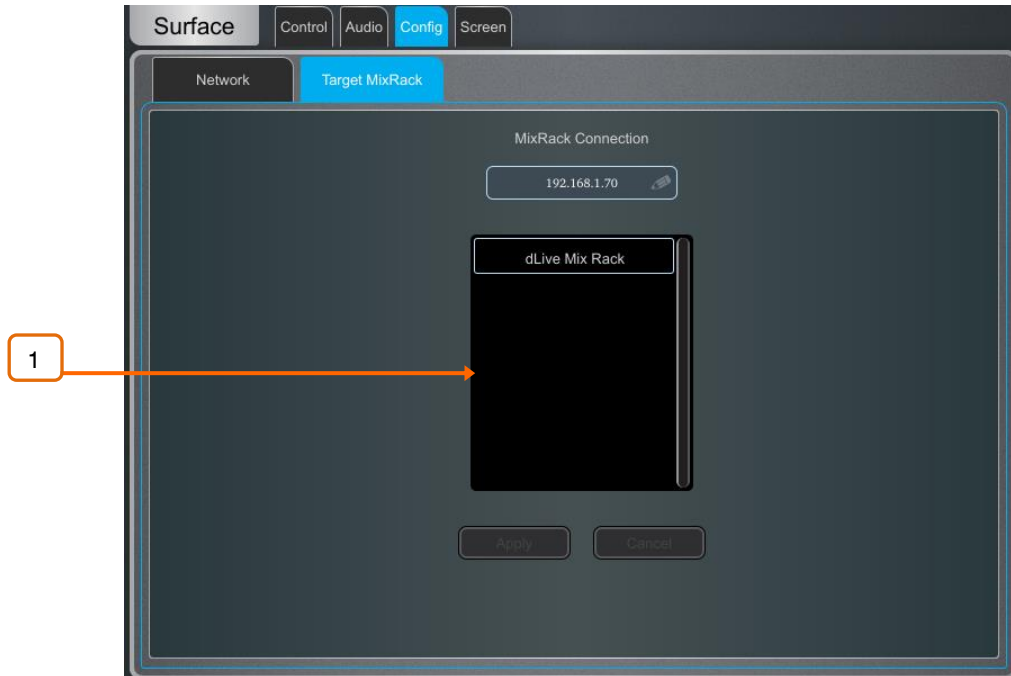 Surface Control Audio Config Screen
Network Target MixRack
MixRack Connection
192.168.1.70
dLive Mix Rack
1
Apply Cancel